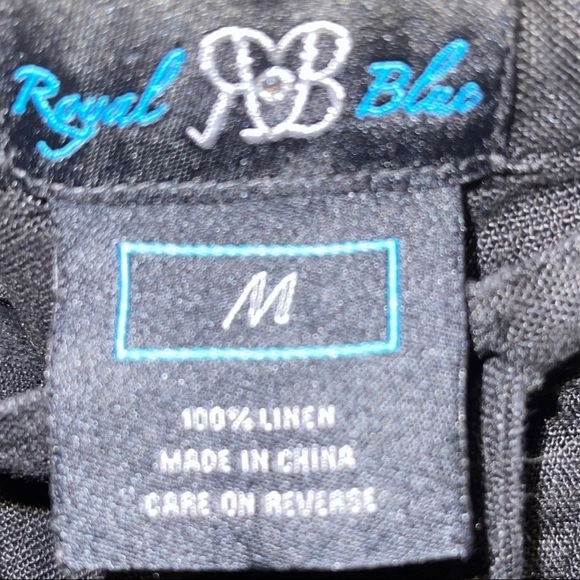 Royal RB Blue
M
100% LINEN
MADE IN CHINA
CARE ON REVERSE